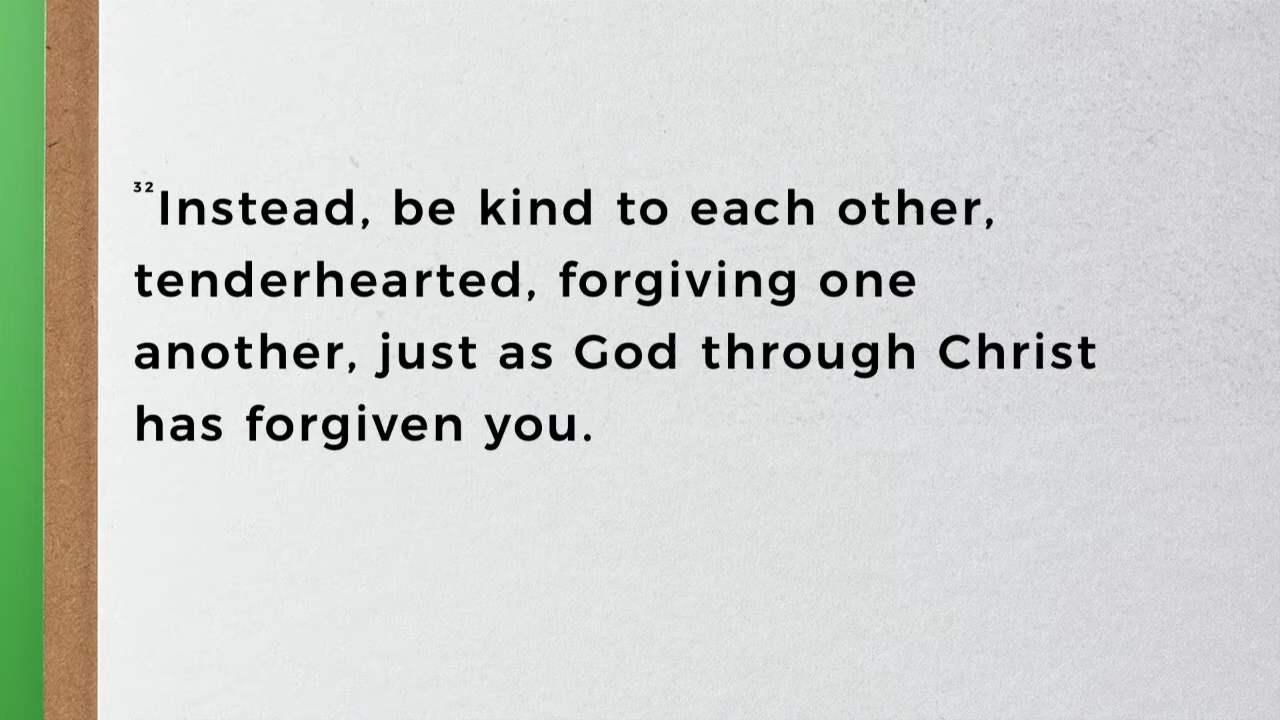 ³²Instead, be kind to each other,
tenderhearted, forgiving one
another, just as God through Christ
has forgiven you.